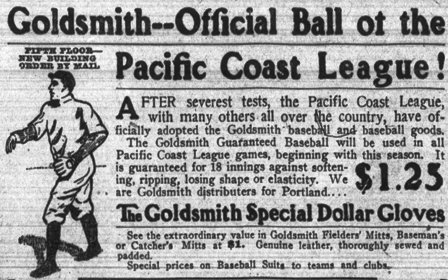 Goldsmith--Official Ball ot the
FIFTH FLOOR—
NEW BUILDING
ORDER BY MAIL
Pacific Coast League!
AFTER severest tests, the Pacific Coast League,
with many others all over the country, have of-
ficially adopted the Goldsmith baseball and baseball goods.
The Goldsmith Guaranteed Baseball will be used in all
Pacific Coast League games, beginning with this season. It
is guaranteed for 18 innings against soften-
ing, ripping, losing shape or elasticity. We
are Goldsmith distributers for Portland....
$1.25
The Goldsmith Special Dollar Gloves
See the extraordinary value in Goldsmith Fielders' Mitts, Baseman's
or Catcher's Mitts at $1. Genuine leather, thoroughly sewed and
padded.
Special prices on Baseball Suits to teams and clubs.